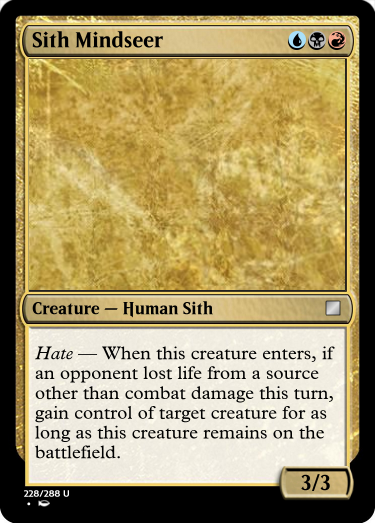 Sith Mindseer
Creature — Human Sith
Hate — When this creature enters, if
an opponent lost life from a source
other than combat damage this turn,
gain control of target creature for as
long as this creature remains on the
battlefield.
3/3
228/288 U